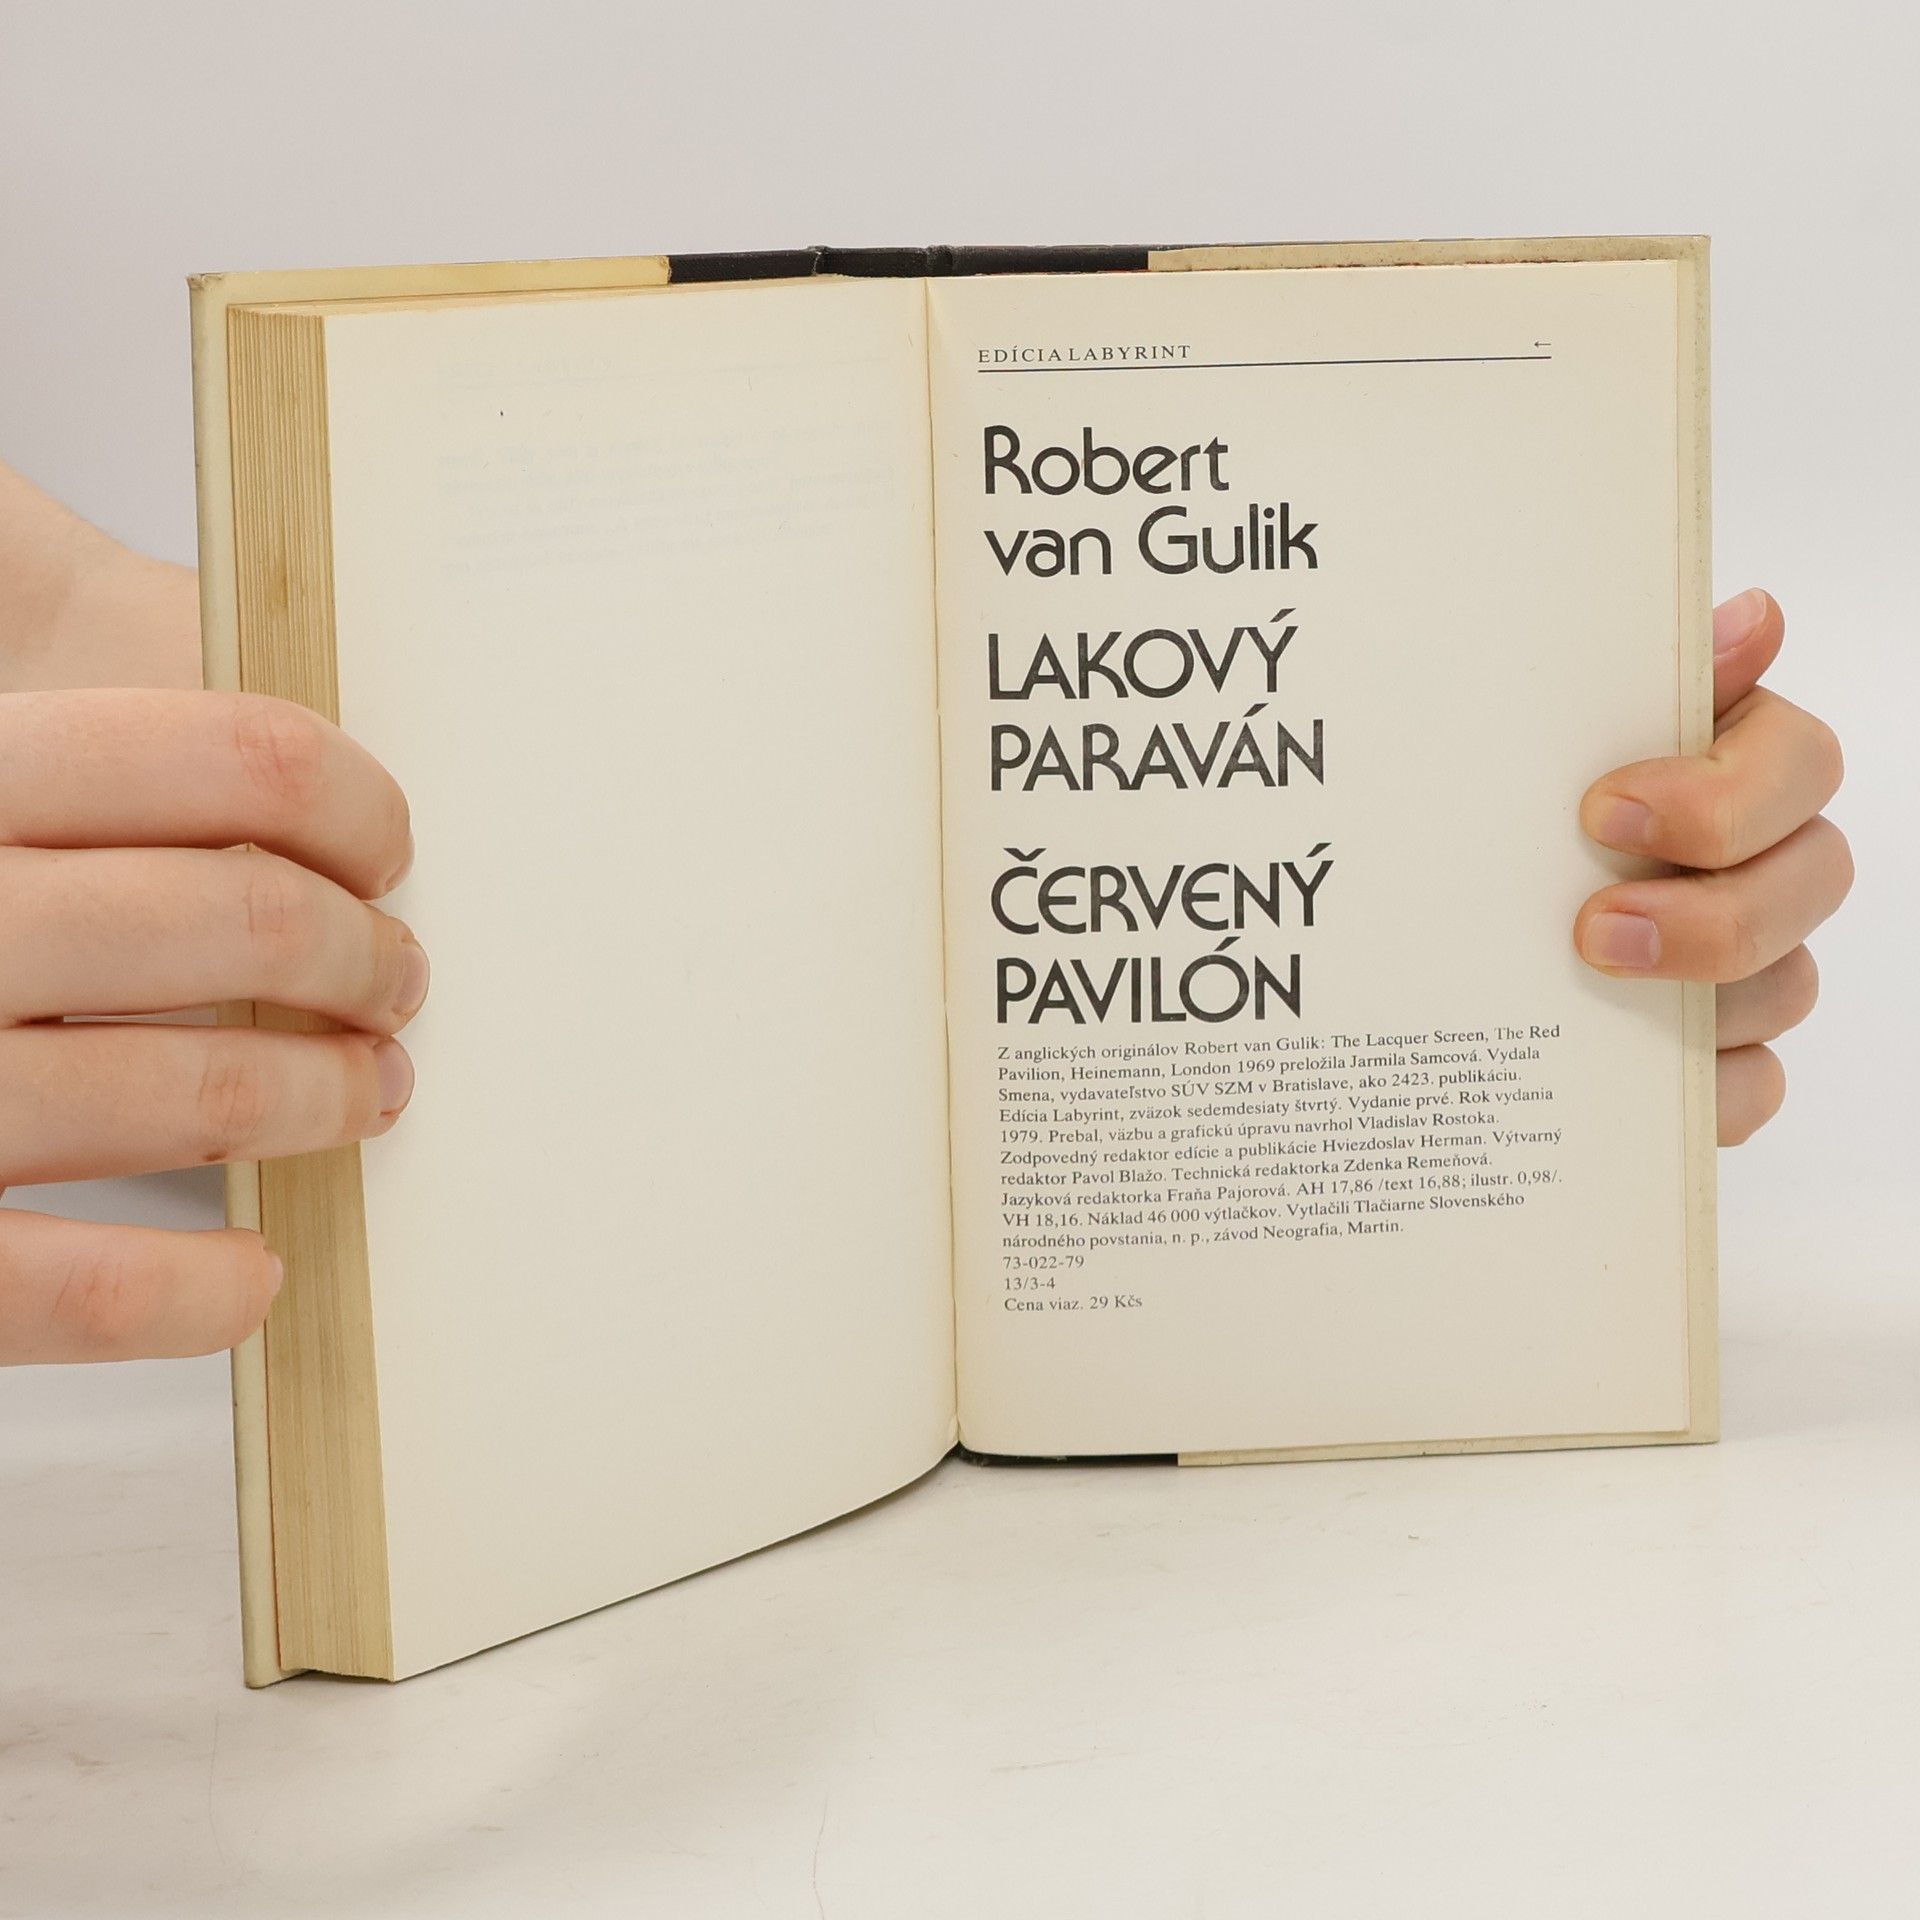 EDÍCIA LABYRINT ←
Robert
van Gulik
LAKOVÝ
PARAVÁN
ČERVENÝ
PAVILÓN
Z anglických originálov Robert van Gulik: The Lacquer Screen, The Red
Pavilion, Heinemann, London 1969 preložila Jarmila Samcová. Vydala
Smena, vydavateľstvo SÚV SZM v Bratislave, ako 2423. publikáciu.
Edícia Labyrint, zväzok sedemdesiaty štvrtý. Vydanie prvé. Rok vydania
1979. Prebal, väzbu a grafickú úpravu navrhol Vladislav Rostoka.
Zodpovedný redaktor edície a publikácie Hviezdoslav Herman. Výtvarný
redaktor Pavol Blažo. Technická redaktorka Zdenka Remeňová.
Jazyková redaktorka Fraňa Pajorová. AH 17,86 /text 16,88; ilustr. 0,98/.
VH 18,16. Náklad 46 000 výtlačkov. Vytlačili Tlačiarne Slovenského
národného povstania, n. p., závod Neografia, Martin.
73-022-79
13/3-4
Cena viaz. 29 Kčs